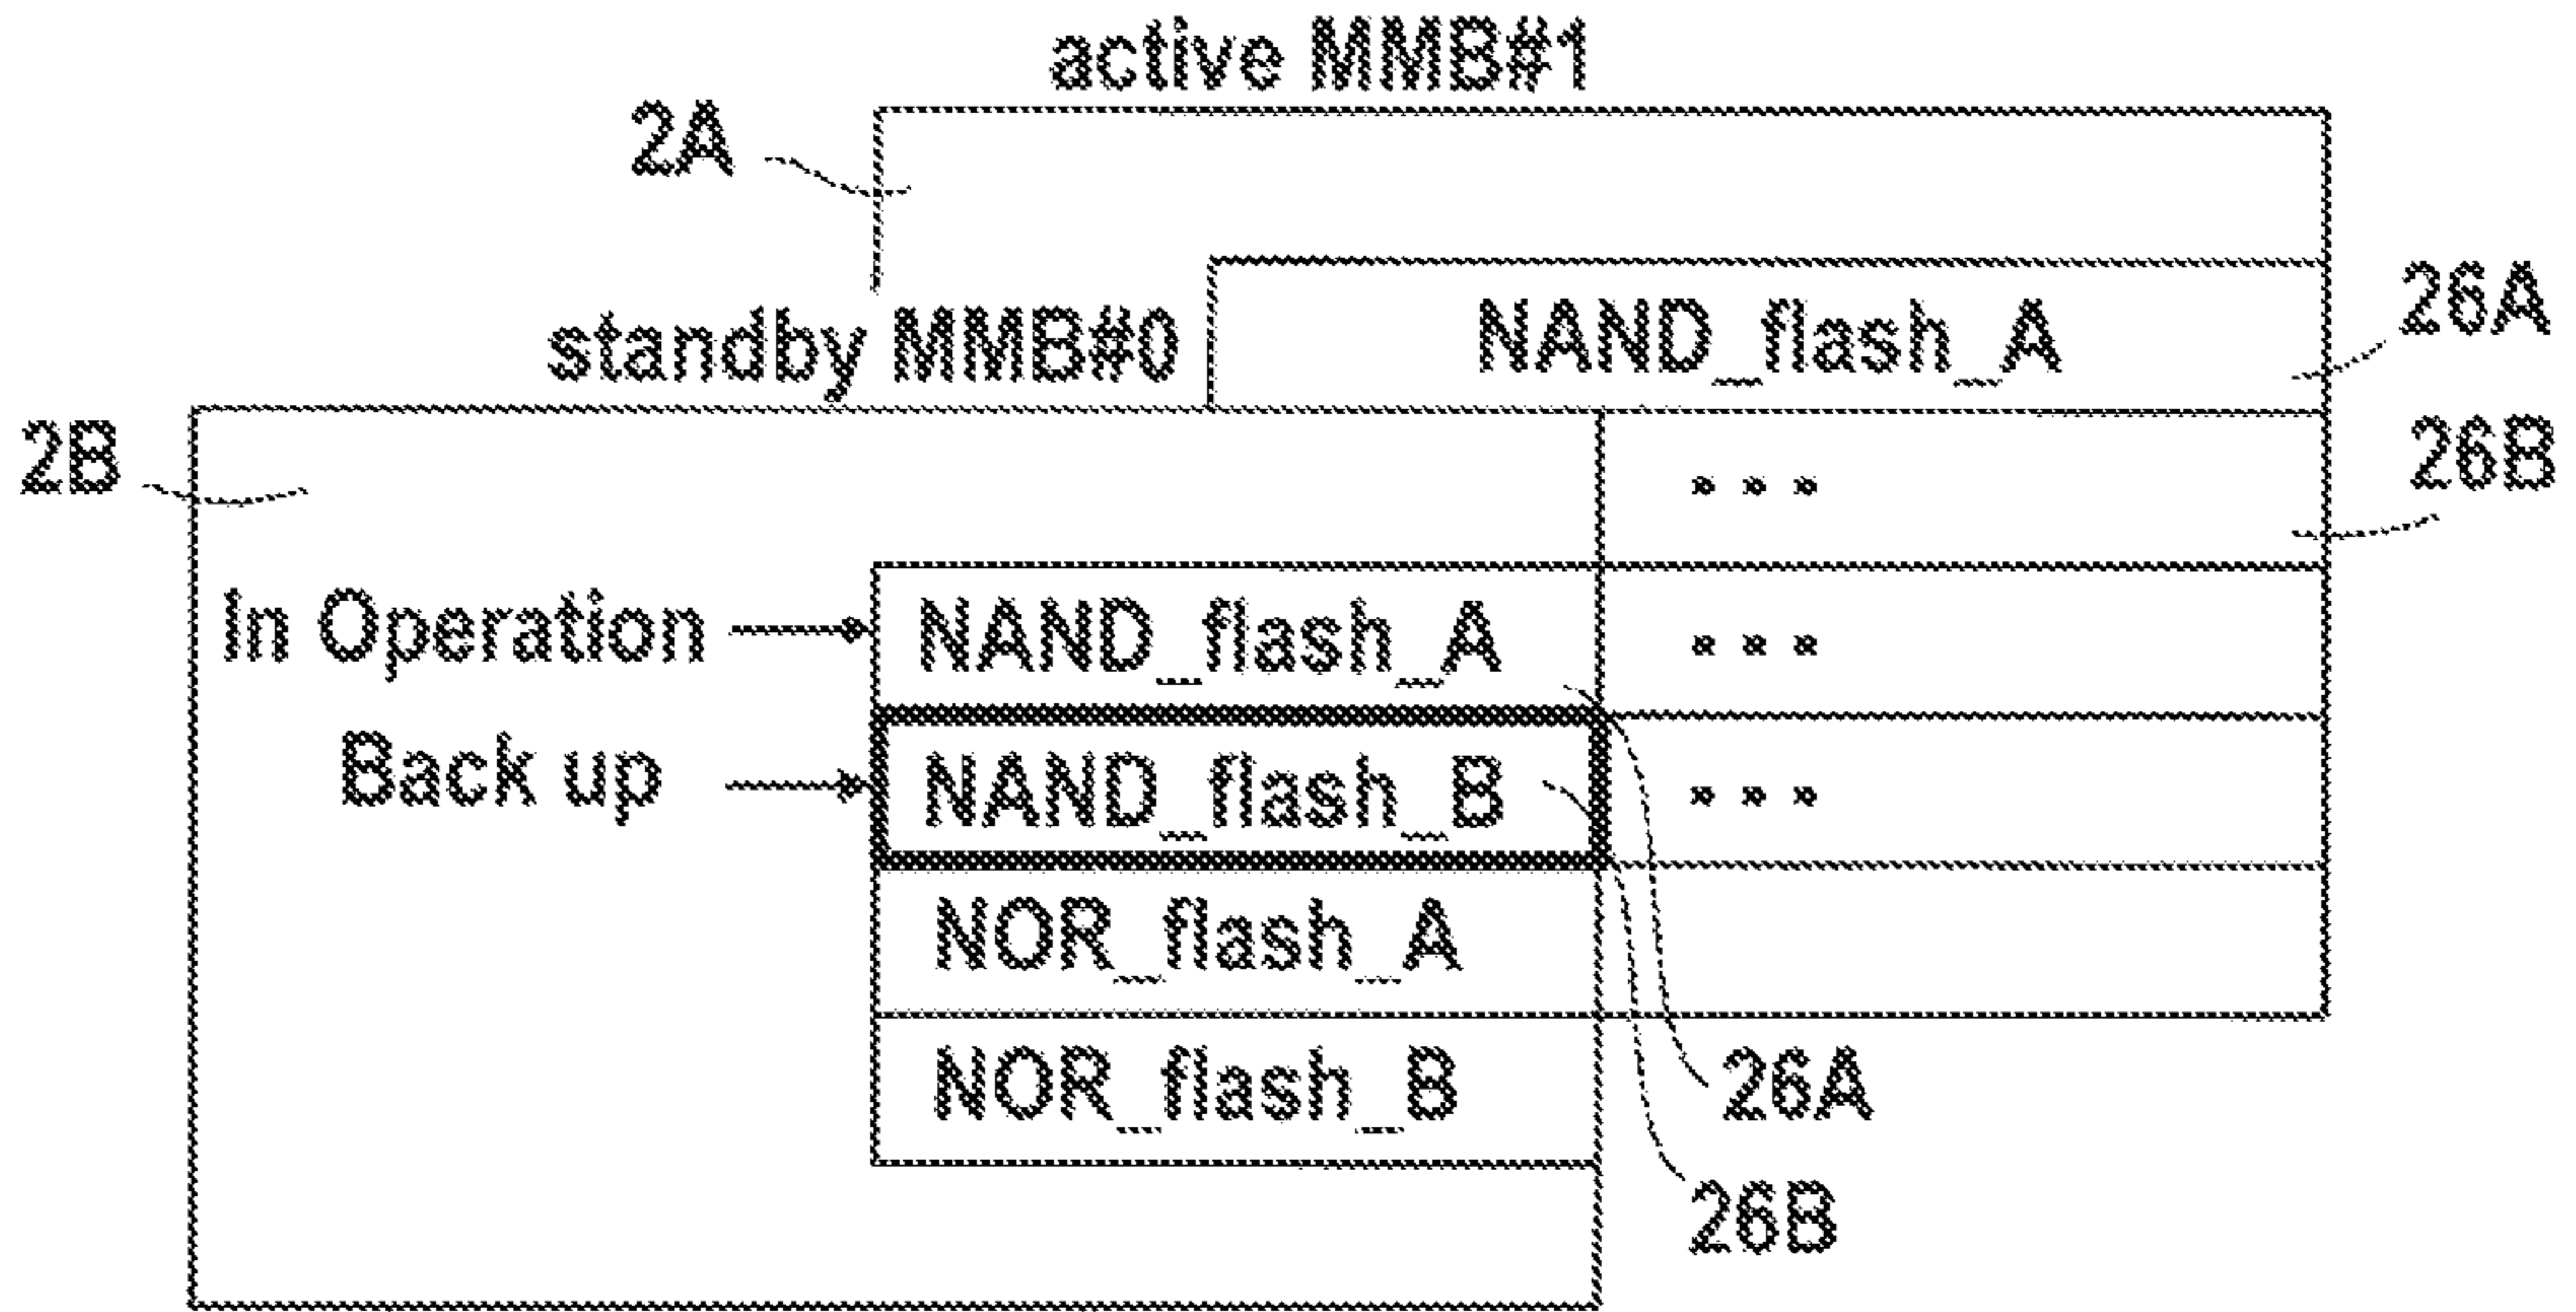 active MMB#1
2A
standby MMB#0
NAND_flash_A
26A
2B
...
26B
In Operation
NAND_flash_A
...
Back up
NAND_flash_B
...
NOR_flash_A
NOR_flash_B
26A
26B